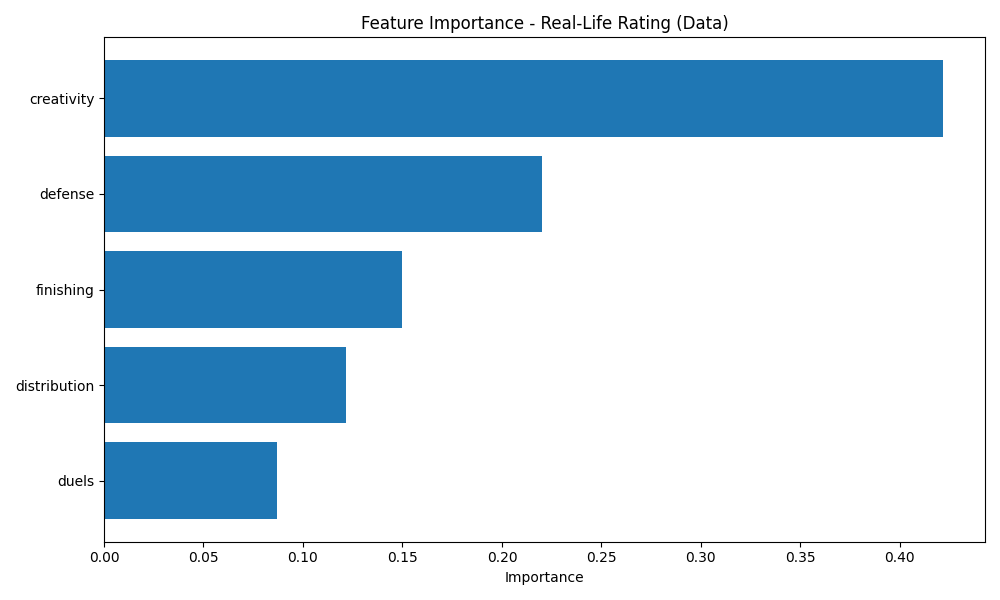 Feature Importance - Real-Life Rating (Data)
creativity
defense
finishing
distribution
duels
0.00 0.05 0.10 0.15 0.20 0.25 0.30 0.35 0.40
Importance